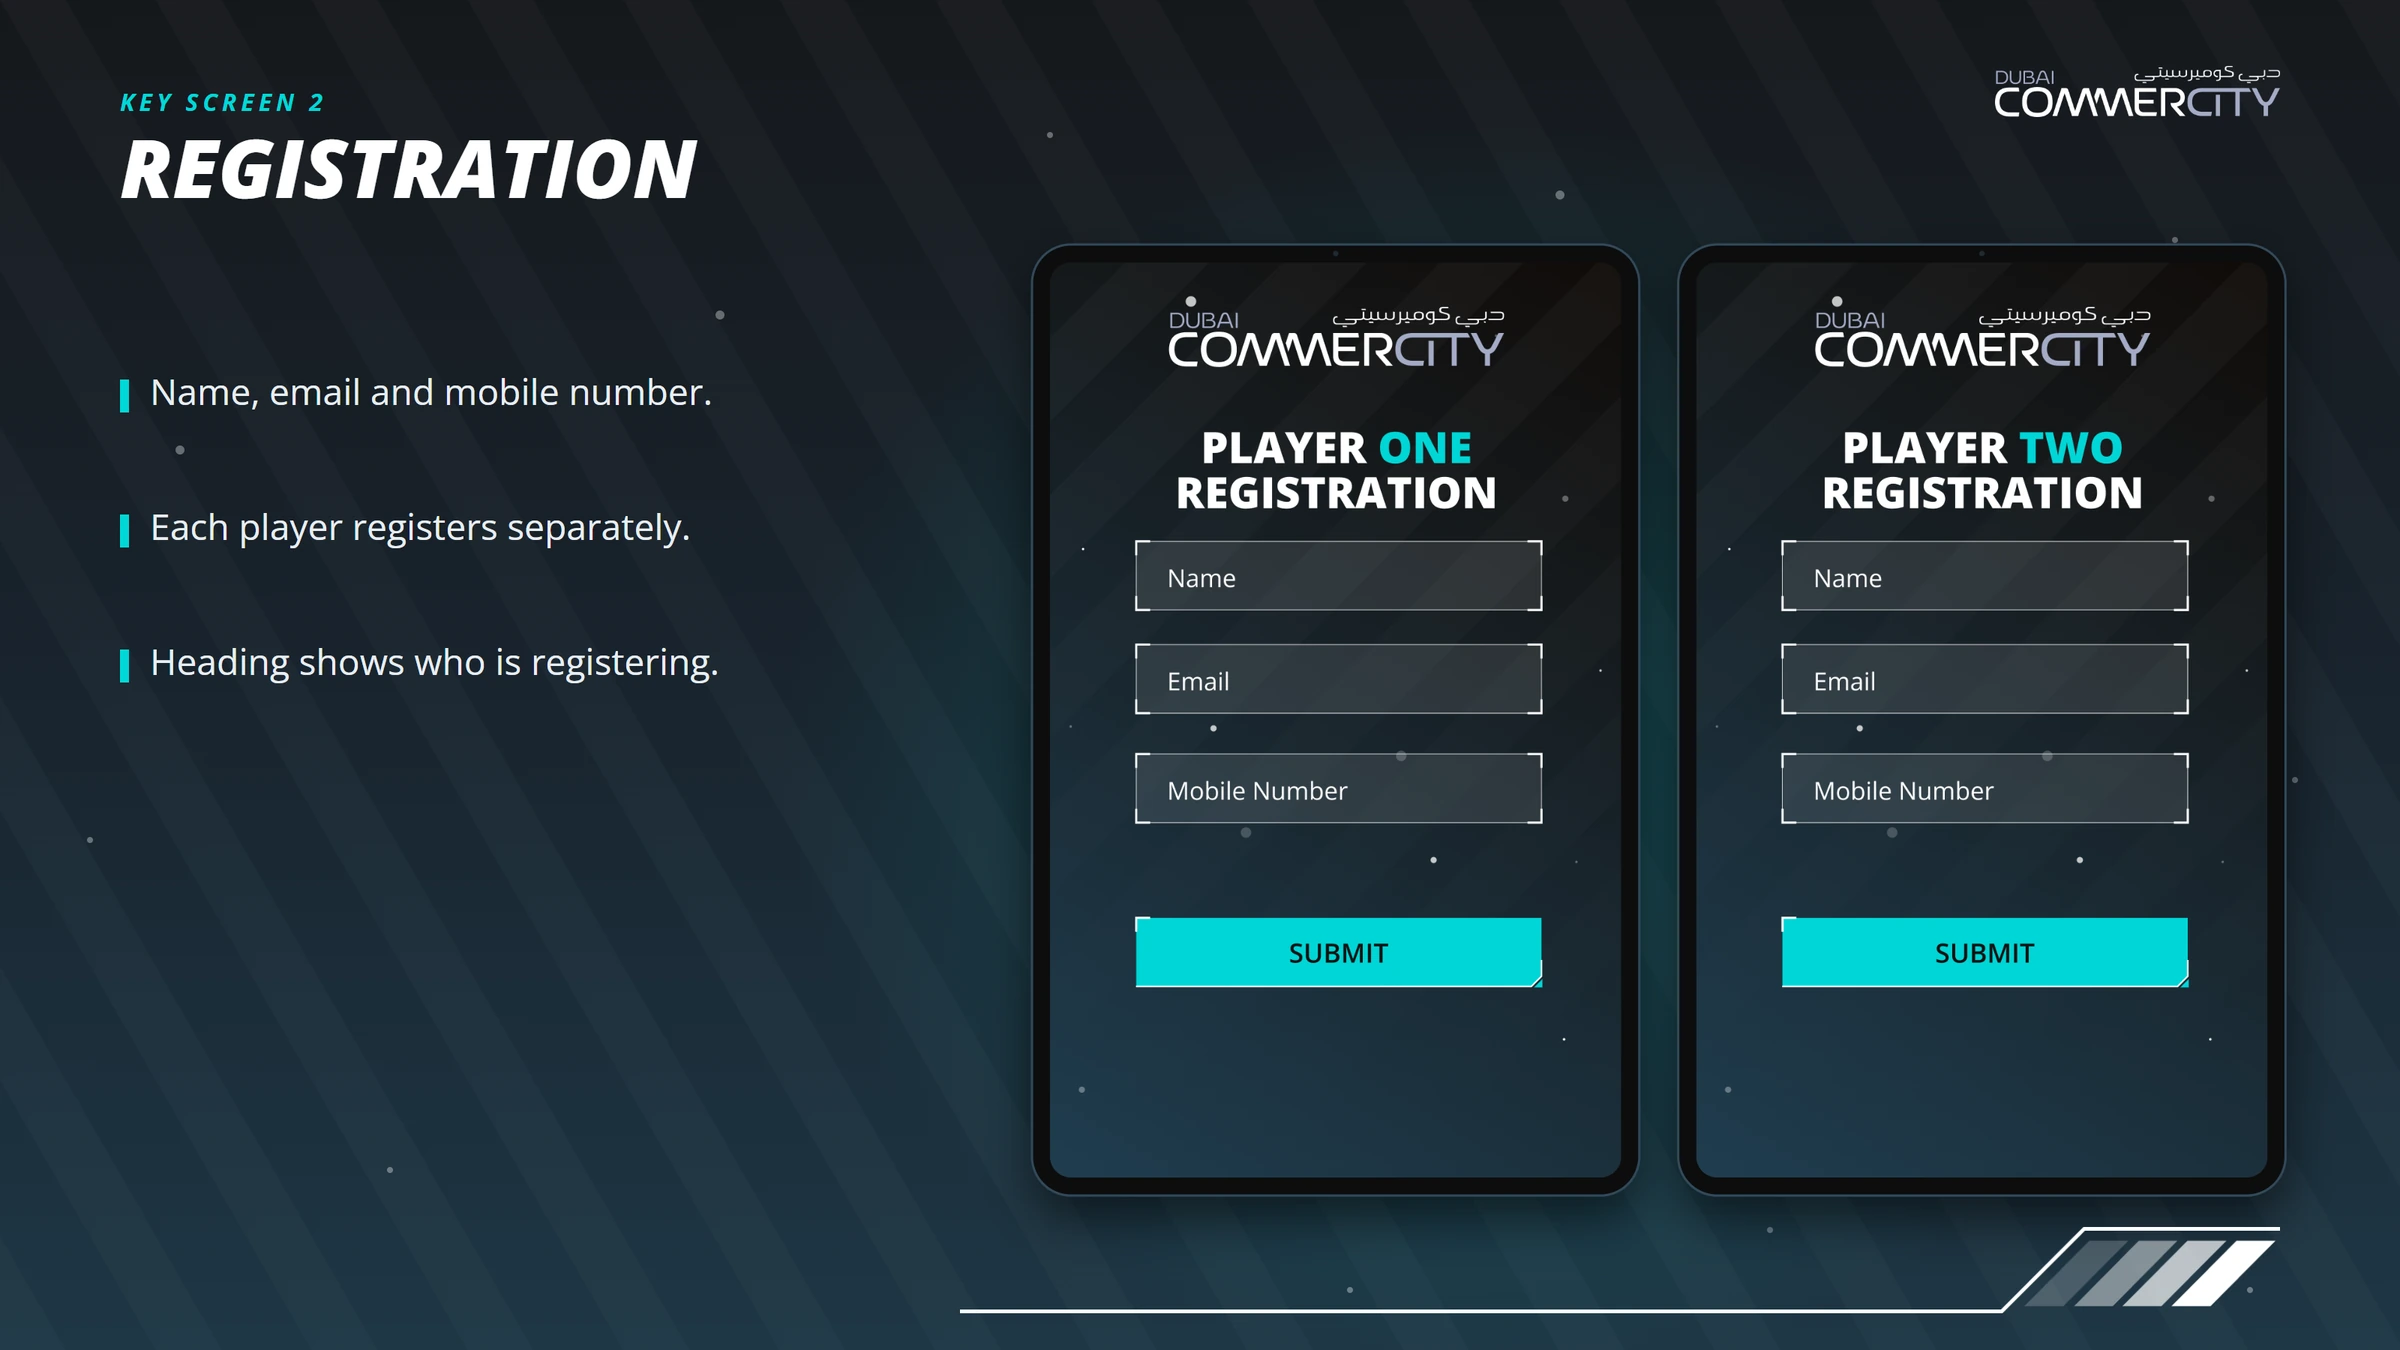 KEY SCREEN 2
REGISTRATION
DUBAI دبي كوميرسيتي
COMMERCITY
Name, email and mobile number.
Each player registers separately.
Heading shows who is registering.
DUBAI دبي كوميرسيتي
COMMERCITY
PLAYER ONE
REGISTRATION
Name
Email
Mobile Number
SUBMIT
DUBAI دبي كوميرسيتي
COMMERCITY
PLAYER TWO
REGISTRATION
Name
Email
Mobile Number
SUBMIT